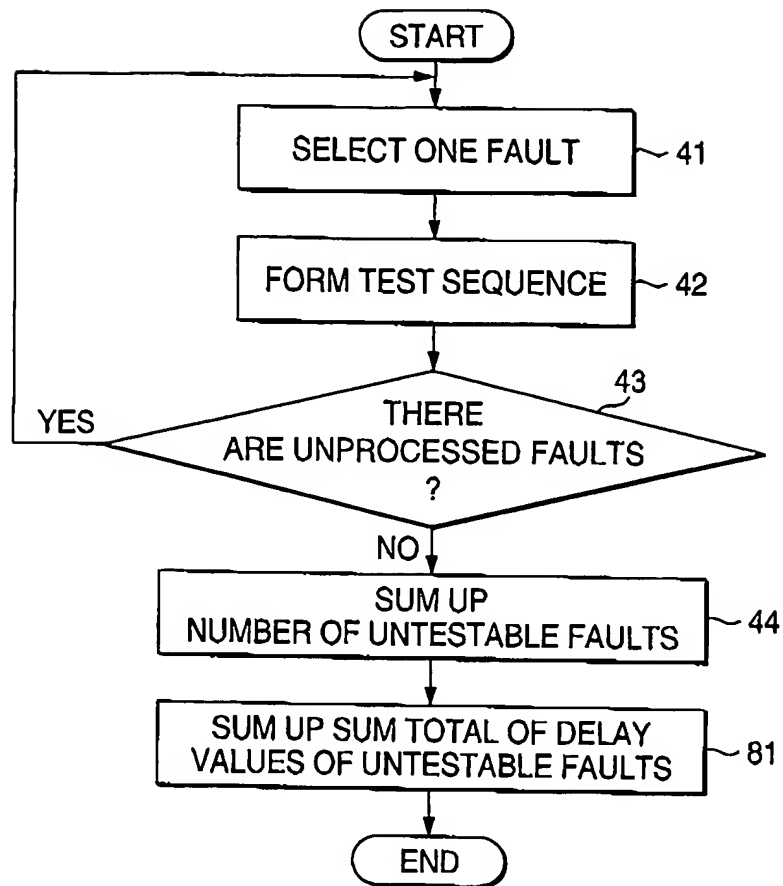 START
SELECT ONE FAULT
41
FORM TEST SEQUENCE
42
43
THERE
ARE UNPROCESSED FAULTS
?
YES
NO
SUM UP
NUMBER OF UNTESTABLE FAULTS
44
SUM UP SUM TOTAL OF DELAY
VALUES OF UNTESTABLE FAULTS
81
END